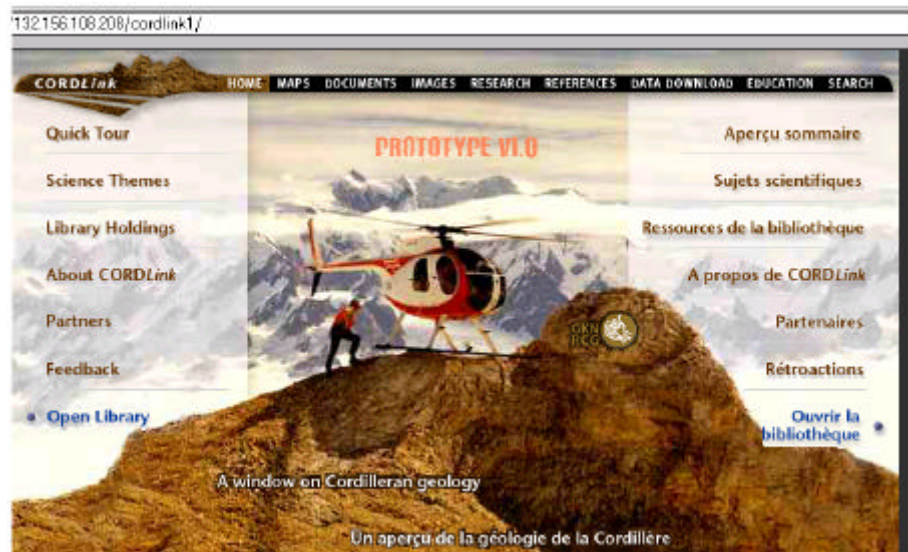 132.156.108.208/cordlink1/
CORDLink
HOME MAPS DOCUMENTS IMAGES RESEARCH REFERENCES DATA DOWNLOAD EDUCATION SEARCH
PROTOTYPE V1.0
Quick Tour
Science Themes
Library Holdings
About CORDLink
Partners
Feedback
Open Library
Aperçu sommaire
Sujets scientifiques
Ressources de la bibliothèque
A propos de CORDLink
Partenaires
Rétroactions
Ouvrir la
bibliothèque
GKN
RCG
A window on Cordilleran geology
Un aperçu de la géologie de la Cordillère